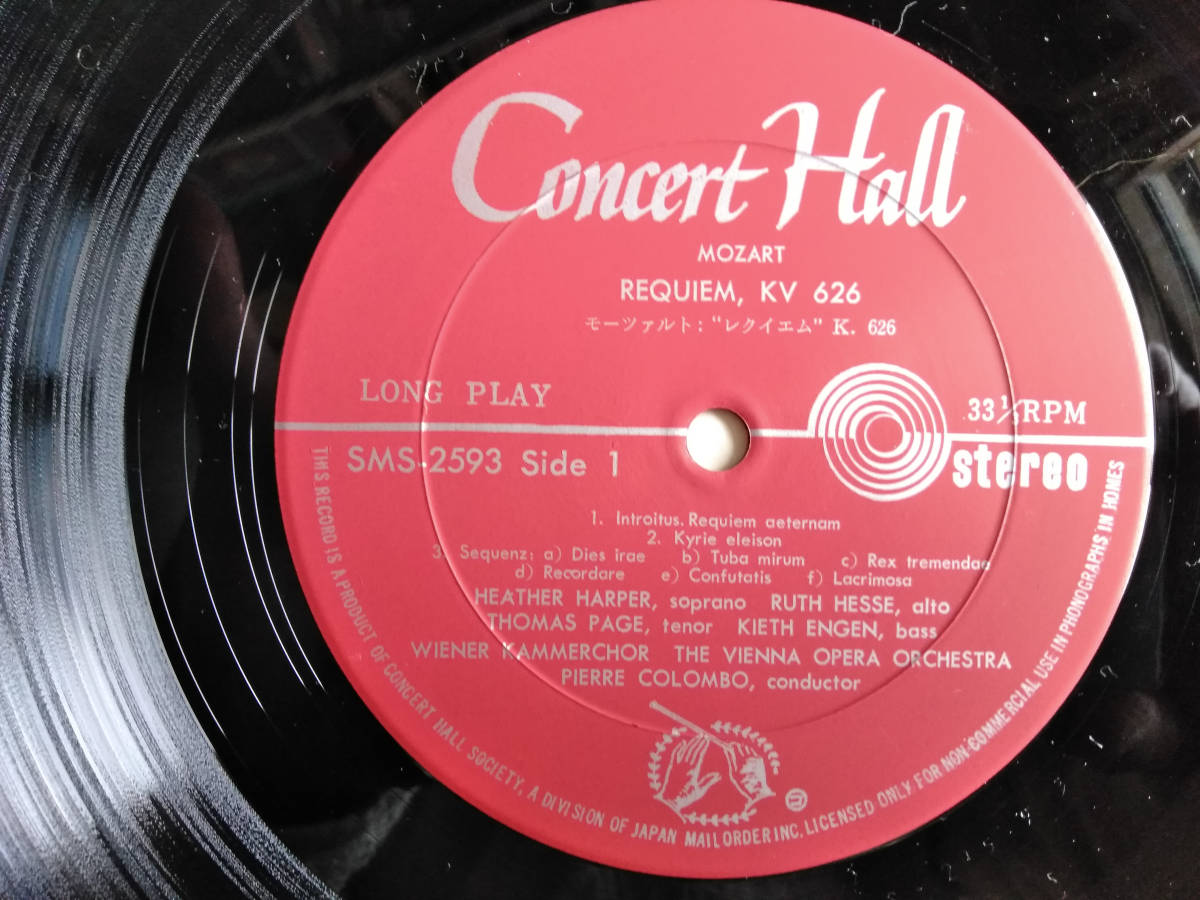 Concert Hall
MOZART
REQUIEM, KV 626
モーツァルト: “レクイエム” K. 626
LONG PLAY
33 1/3 RPM
SMS-2593 Side 1
stereo
1. Introitus. Requiem aeternam
2. Kyrie eleison
3. Sequenz: a) Dies irae b) Tuba mirum c) Rex tremendae
d) Recordare e) Confutatis f) Lacrimosa
HEATHER HARPER, soprano RUTH HESSE, alto
THOMAS PAGE, tenor KIETH ENGEN, bass
WIENER KAMMERCHOR THE VIENNA OPERA ORCHESTRA
PIERRE COLOMBO, conductor
THIS RECORD IS A PRODUCT OF CONCERT HALL SOCIETY, A DIVISION OF JAPAN MAIL ORDER INC. LICENSED ONLY FOR NON-COMMERCIAL USE IN PHONOGRAPHS IN HOMES